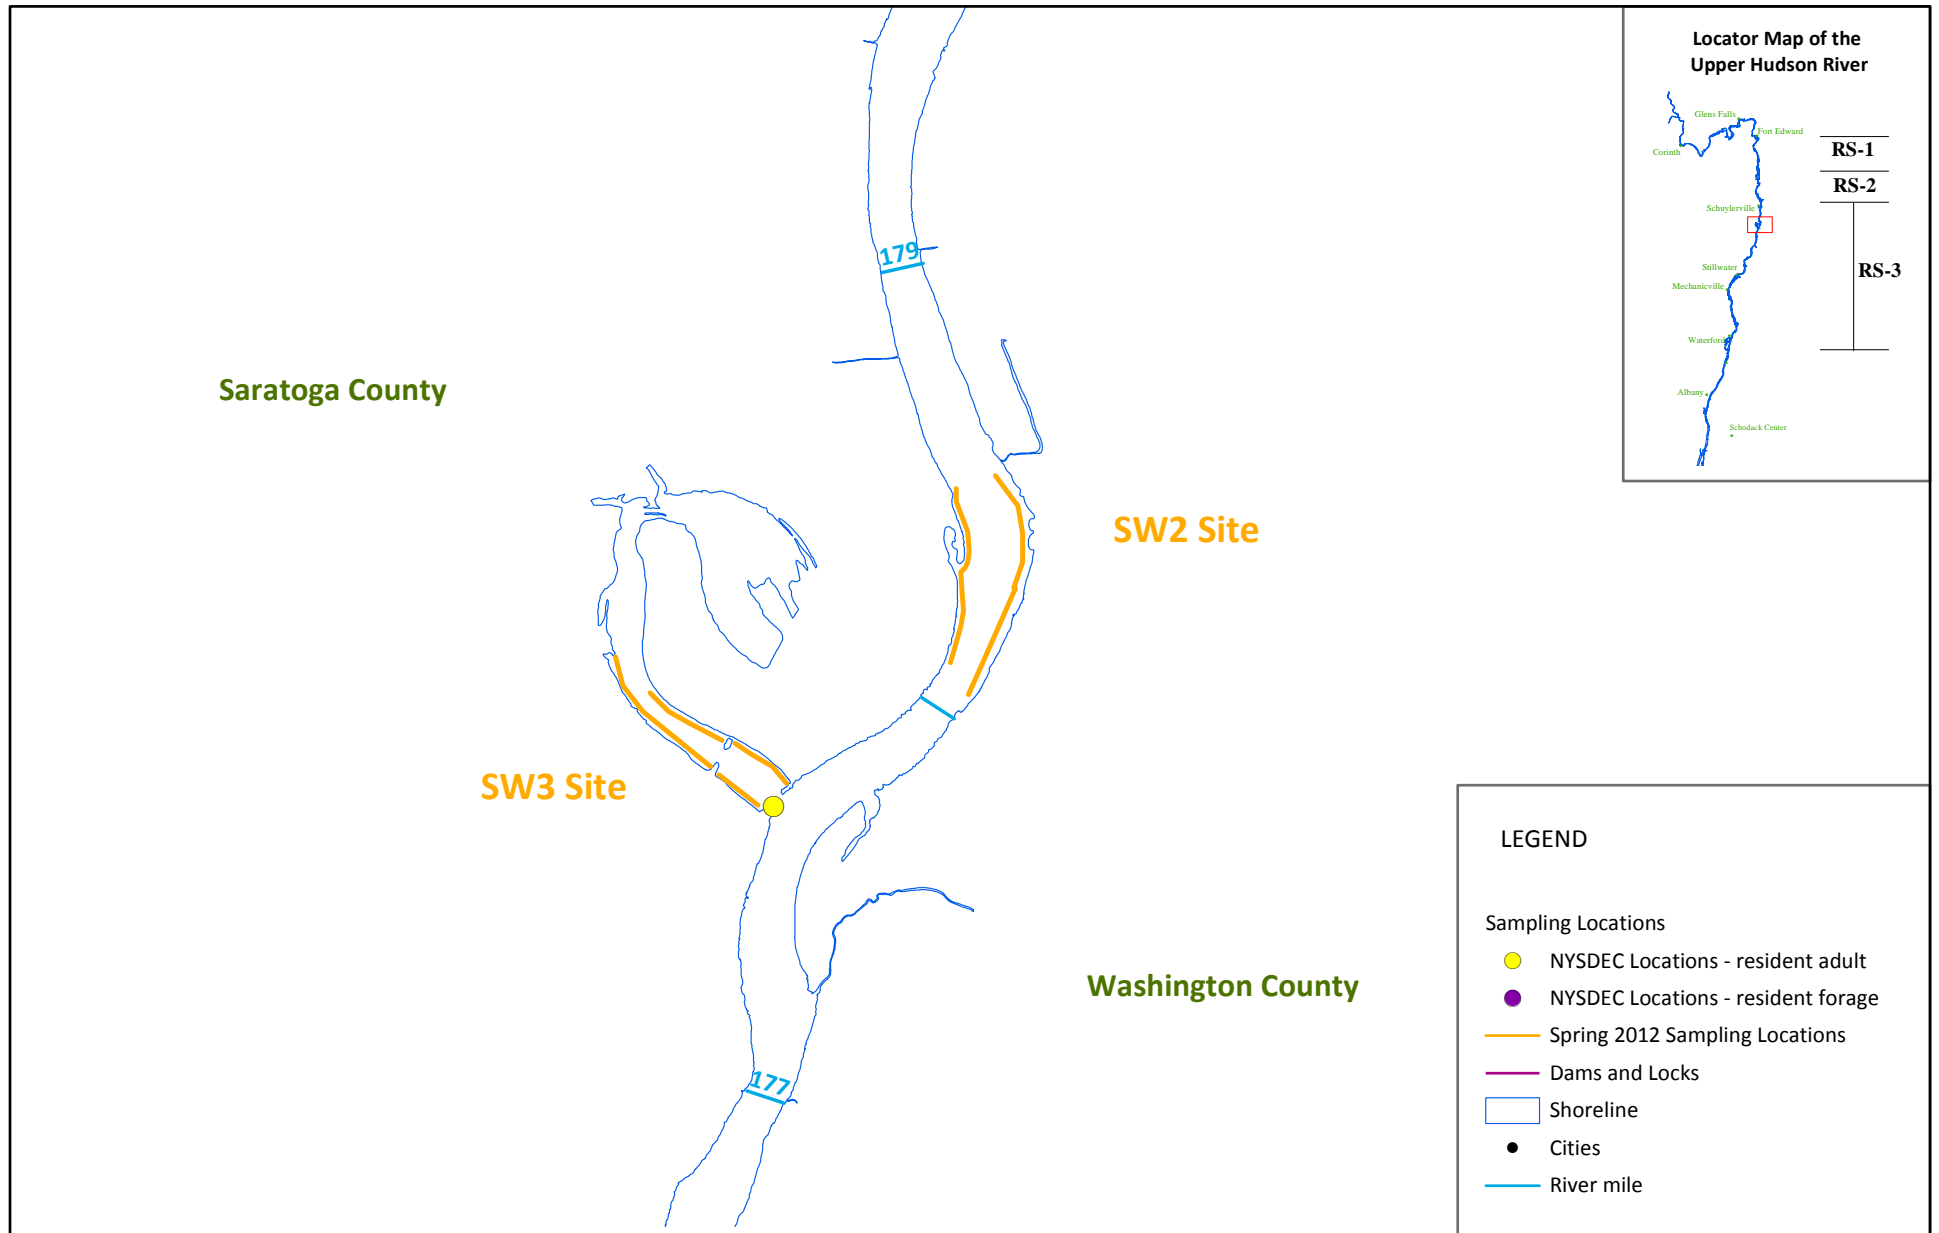 Locator Map of the
Upper Hudson River
Glens Falls
Fort Edward
Corinth
RS-1
RS-2
Schuylerville
RS-3
Stillwater
Mechanicville
Waterford
Albany
Schodack Center
179
Saratoga County
SW2 Site
SW3 Site
Washington County
177
LEGEND
Sampling Locations
NYSDEC Locations - resident adult
NYSDEC Locations - resident forage
Spring 2012 Sampling Locations
Dams and Locks
Shoreline
Cities
River mile